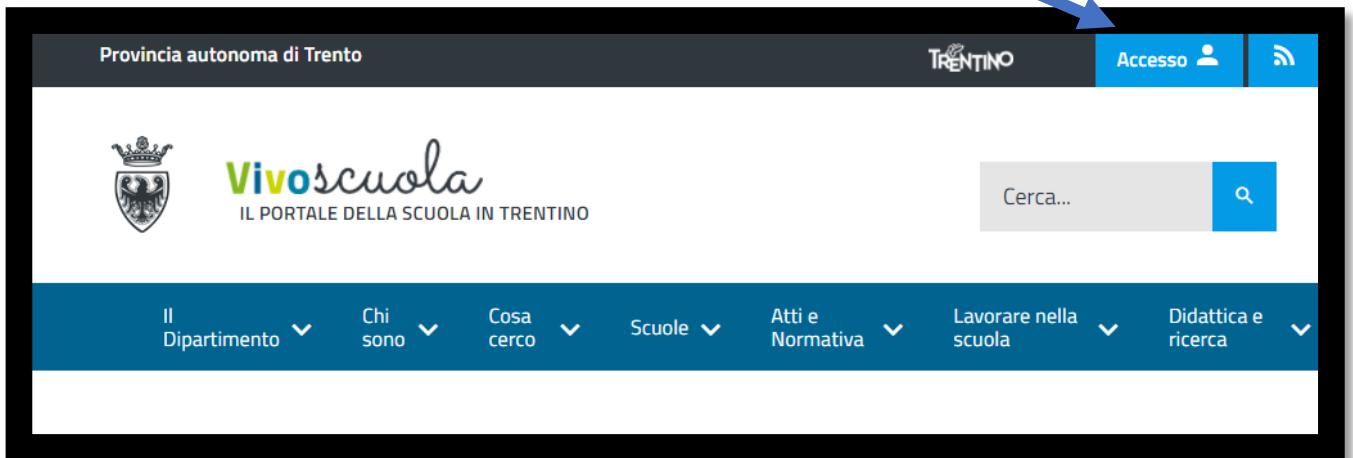 Provincia autonoma di Trento
TRENTINO
Accesso
Vivoscuola
IL PORTALE DELLA SCUOLA IN TRENTINO
Cerca...
Il
Dipartimento
Chi
sono
Cosa
cerco
Scuole
Atti e
Normativa
Lavorare nella
scuola
Didattica e
ricerca